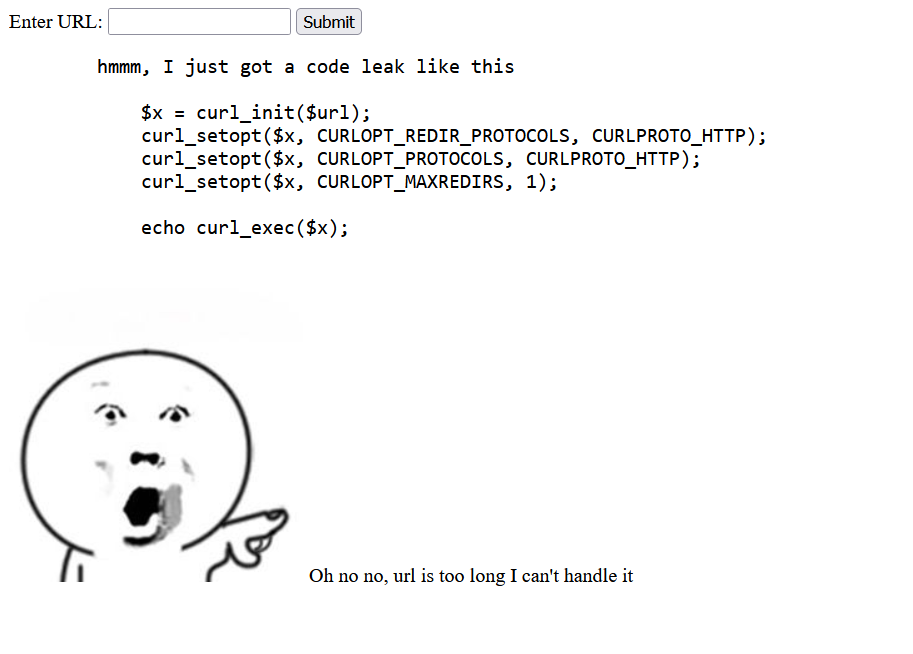 Enter URL: Submit
hmmm, I just got a code leak like this
$x = curl_init($url);
curl_setopt($x, CURLOPT_REDIR_PROTOCOLS, CURLPROTO_HTTP);
curl_setopt($x, CURLOPT_PROTOCOLS, CURLPROTO_HTTP);
curl_setopt($x, CURLOPT_MAXREDIRS, 1);
echo curl_exec($x);
Oh no no, url is too long I can't handle it